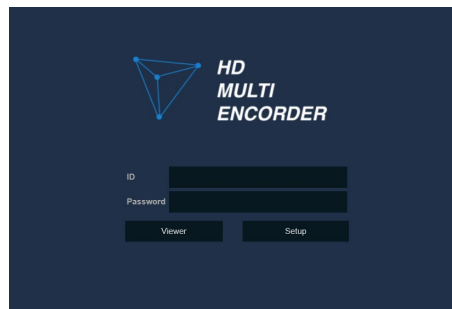 HD
MULTI
ENCORDER
ID
Password
Viewer Setup